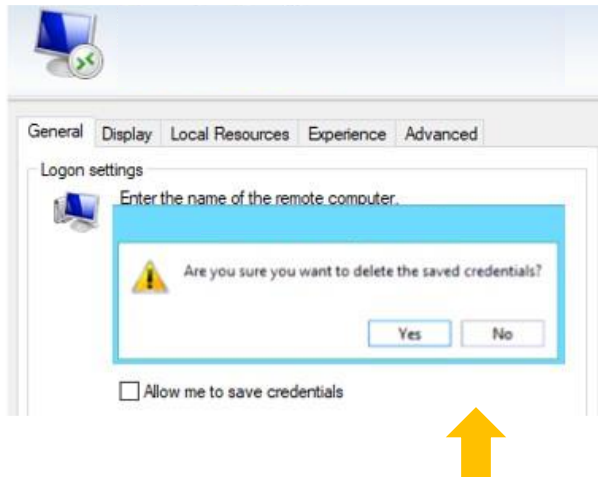 General Display Local Resources Experience Advanced
Logon settings
Enter the name of the remote computer.
Are you sure you want to delete the saved credentials?
Yes No
Allow me to save credentials